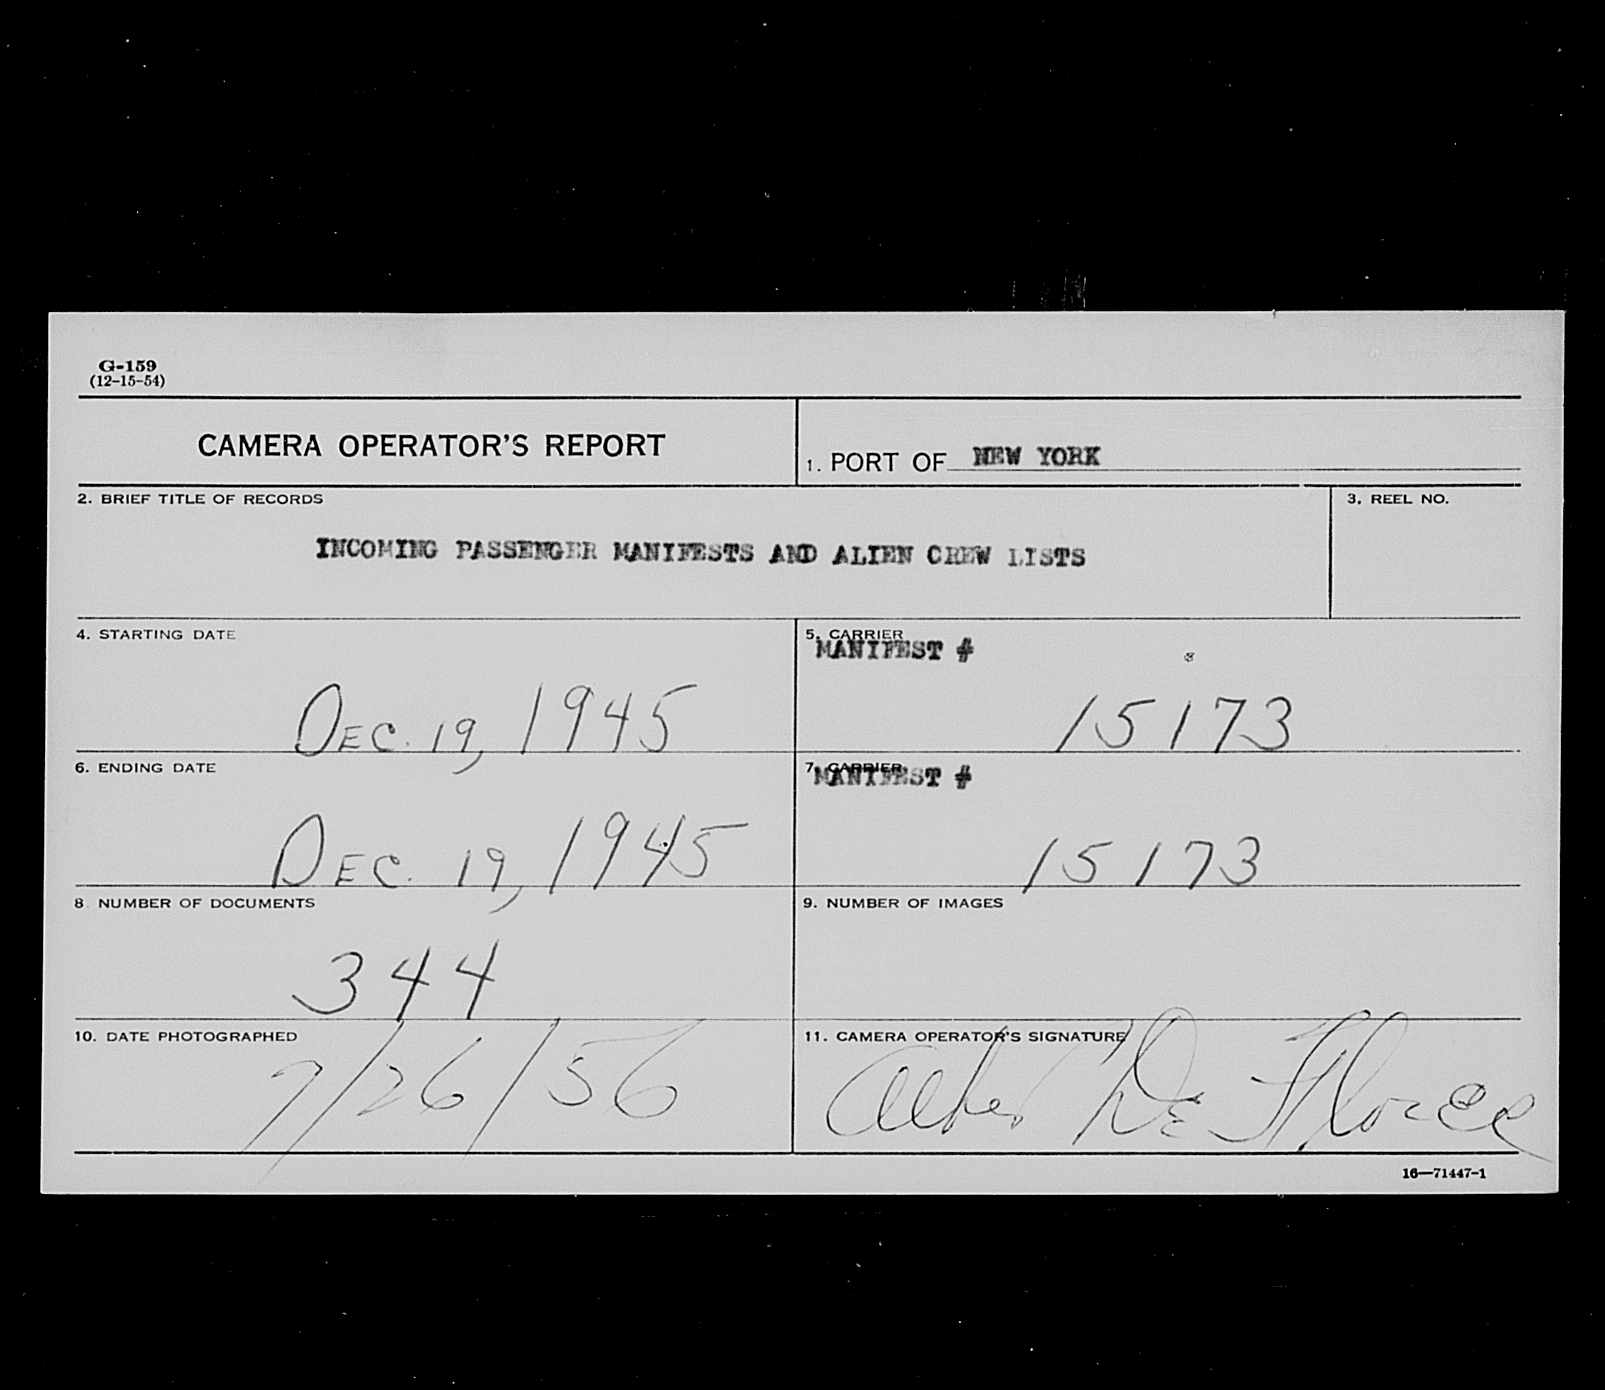 G-159
(12-15-54)
CAMERA OPERATOR'S REPORT
1. PORT OF NEW YORK
2. BRIEF TITLE OF RECORDS
3. REEL NO.
INCOMING PASSENGER MANIFESTS AND ALIEN CREW LISTS
4. STARTING DATE
5. CARRIER
MANIFEST #
DEC. 19, 1945
15173
6. ENDING DATE
7. CARRIER
MANIFEST #
DEC. 19, 1945
15173
8 NUMBER OF DOCUMENTS
9. NUMBER OF IMAGES
344
10. DATE PHOTOGRAPHED
11. CAMERA OPERATOR'S SIGNATURE
7/26/56
De
16—71447-1